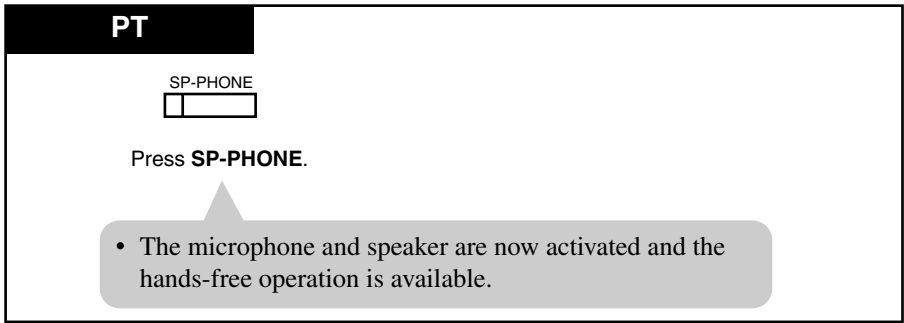 PT
SP-PHONE
Press SP-PHONE.
• The microphone and speaker are now activated and the
hands-free operation is available.